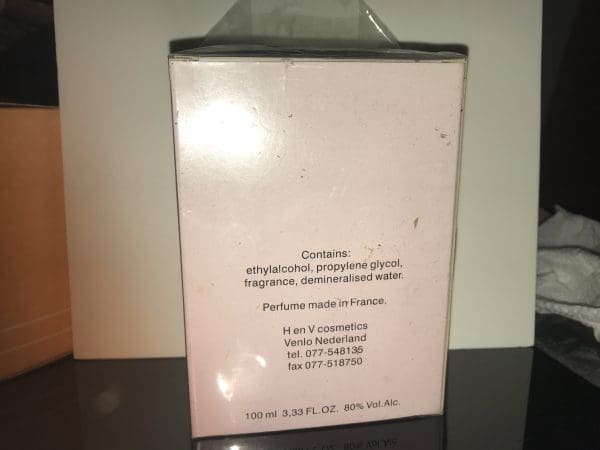 Contains:
ethylalcohol, propylene glycol,
fragrance, demineralised water.
Perfume made in France.
H en V cosmetics
Venlo Nederland
tel. 077-548135
fax 077-518750
100 ml 3,33 FL.OZ. 80% Vol.Alc.